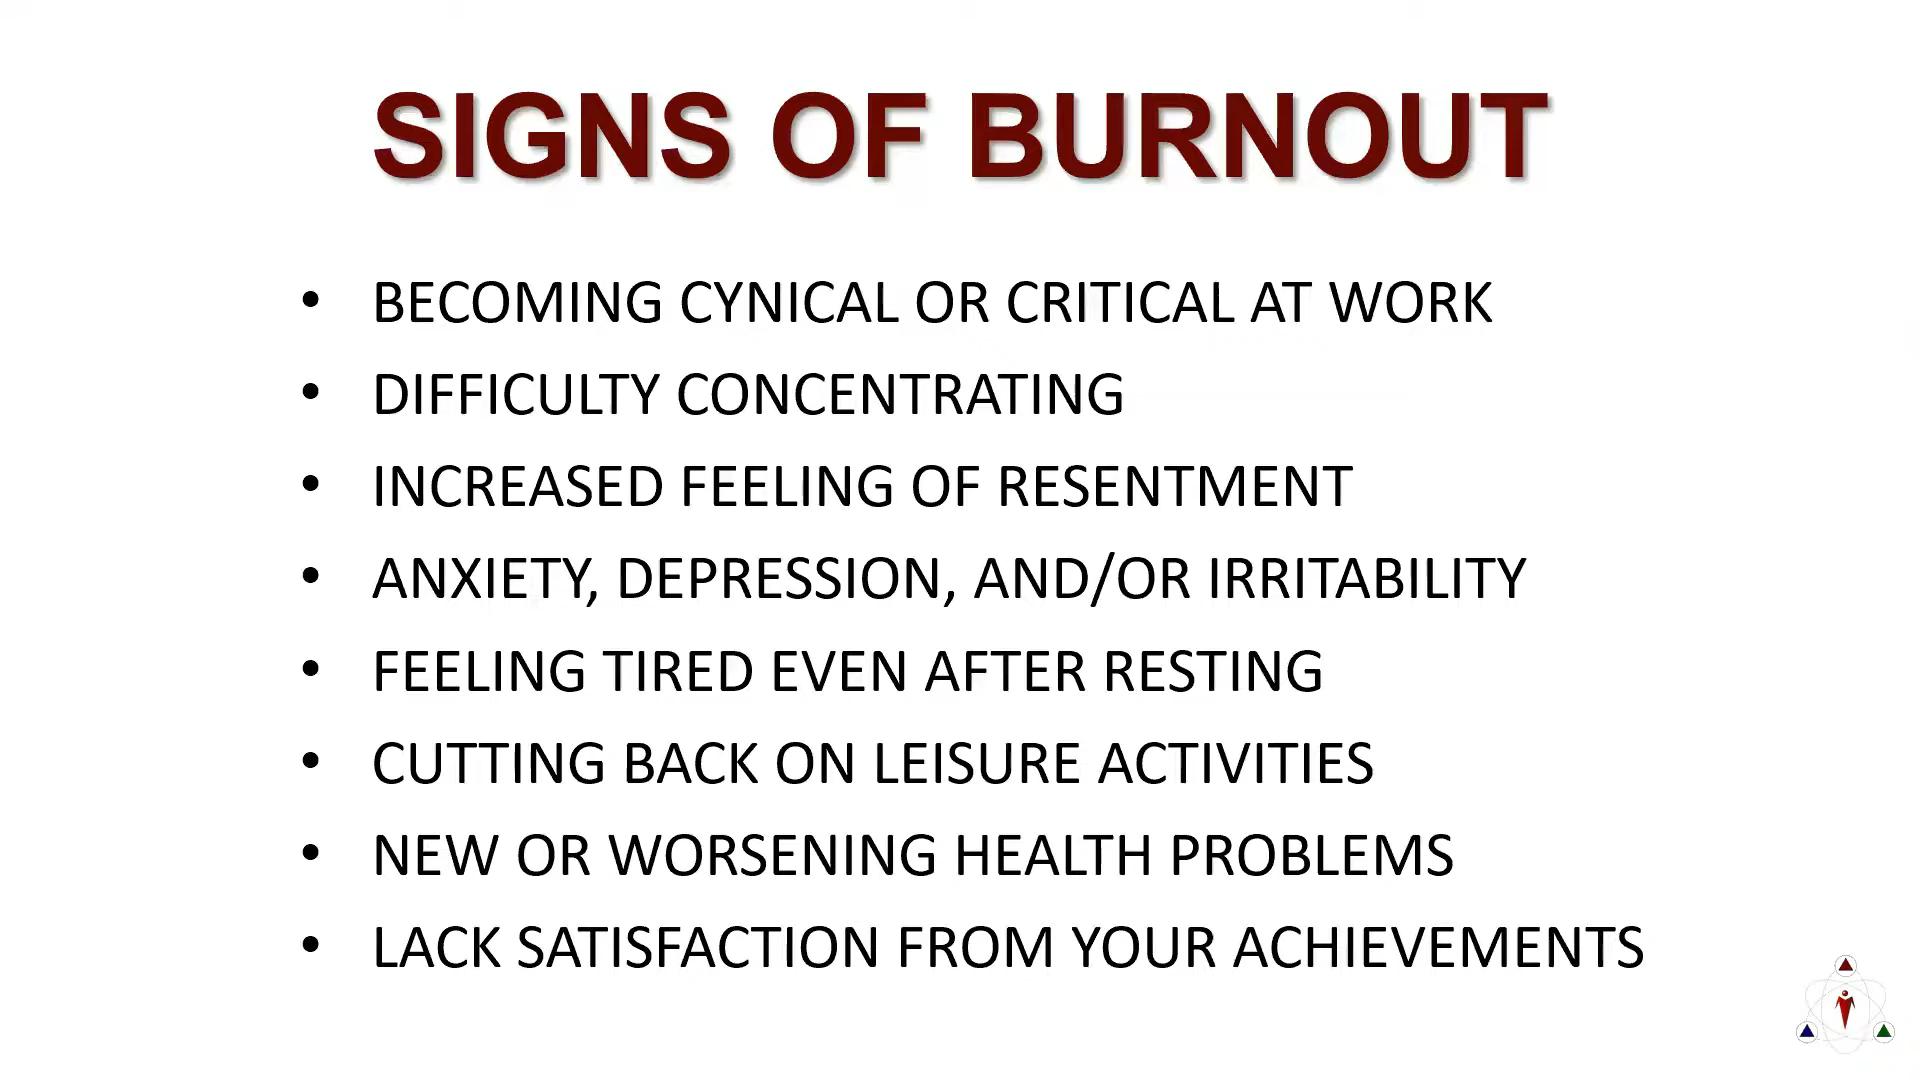 SIGNS OF BURNOUT
• BECOMING CYNICAL OR CRITICAL AT WORK
• DIFFICULTY CONCENTRATING
• INCREASED FEELING OF RESENTMENT
• ANXIETY, DEPRESSION, AND/OR IRRITABILITY
• FEELING TIRED EVEN AFTER RESTING
• CUTTING BACK ON LEISURE ACTIVITIES
• NEW OR WORSENING HEALTH PROBLEMS
• LACK SATISFACTION FROM YOUR ACHIEVEMENTS